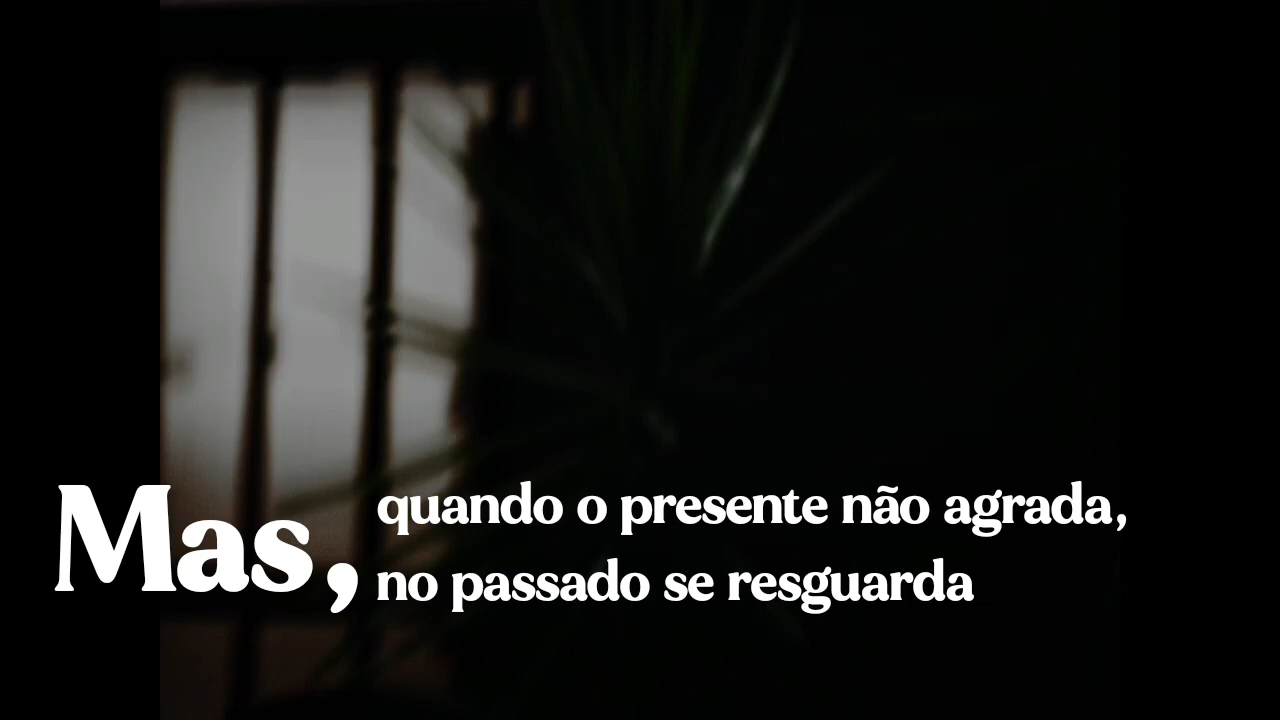 Mas,
quando o presente não agrada,
no passado se resguarda